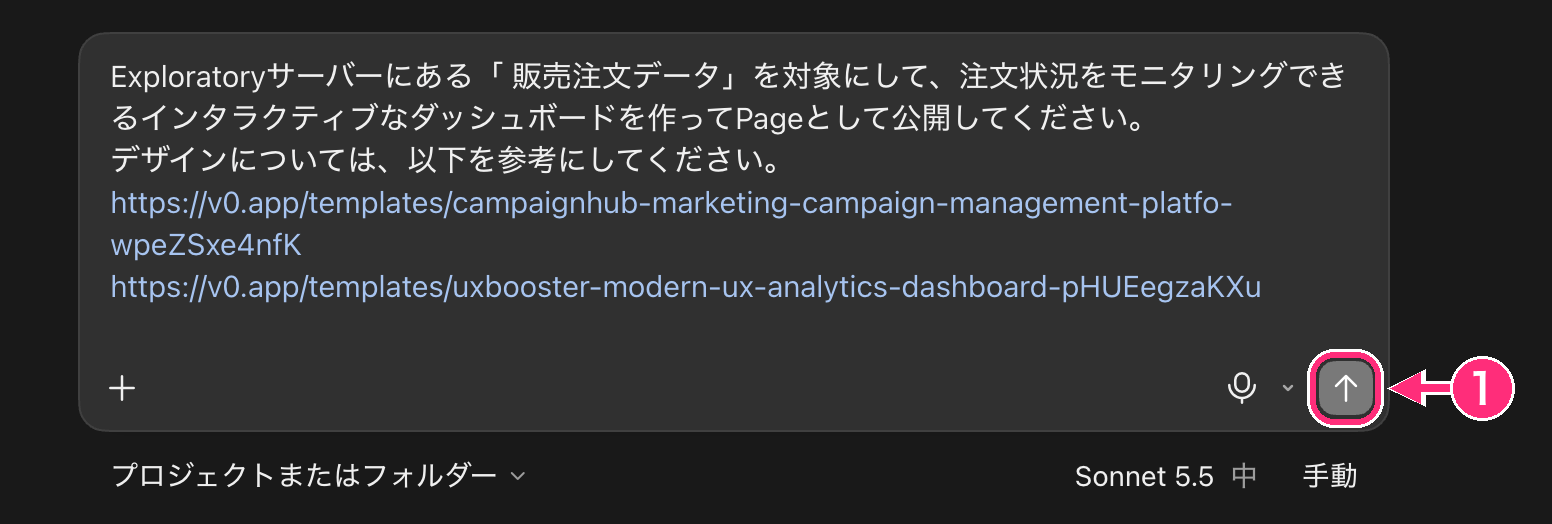 Exploratoryサーバーにある「 販売注文データ」を対象にして、注文状況をモニタリングでき
るインタラクティブなダッシュボードを作ってPageとして公開してください。
デザインについては、以下を参考にしてください。
https://v0.app/templates/campaignhub-marketing-campaign-management-platfo-
wpeZSxe4nfK
https://v0.app/templates/uxbooster-modern-ux-analytics-dashboard-pHUEegzaKXu
1
プロジェクトまたはフォルダー
Sonnet 5.5 中 手動